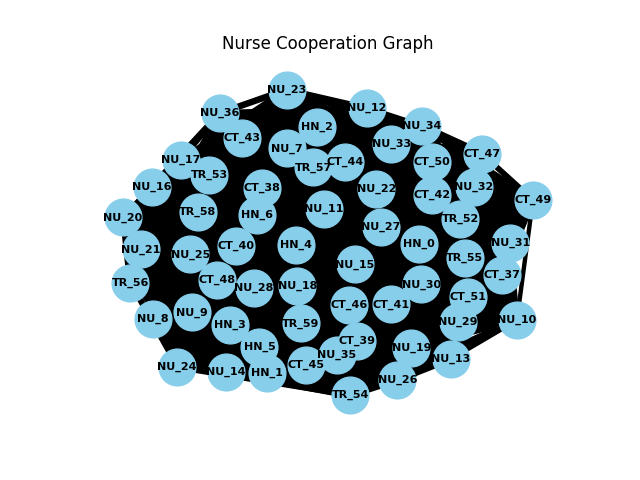 Nurse Cooperation Graph
NU_23
NU_36
NU_12
HN_2
NU_34
CT_43
NU_33
NU_7
CT_47
NU_17
CT_44
CT_50
TR_57
TR_53
NU_16
CT_38
NU_22
NU_32
CT_42
CT_49
NU_11
TR_58
HN_6
NU_20
TR_52
NU_27
HN_4
CT_40
HN_0
NU_31
NU_21
NU_25
TR_55
NU_15
CT_37
CT_48
TR_56
NU_28
NU_18
NU_30
CT_51
CT_46
CT_41
NU_9
NU_8
HN_3
TR_59
NU_29
NU_10
CT_39
HN_5
NU_19
NU_35
NU_13
CT_45
NU_24
NU_14
HN_1
NU_26
TR_54